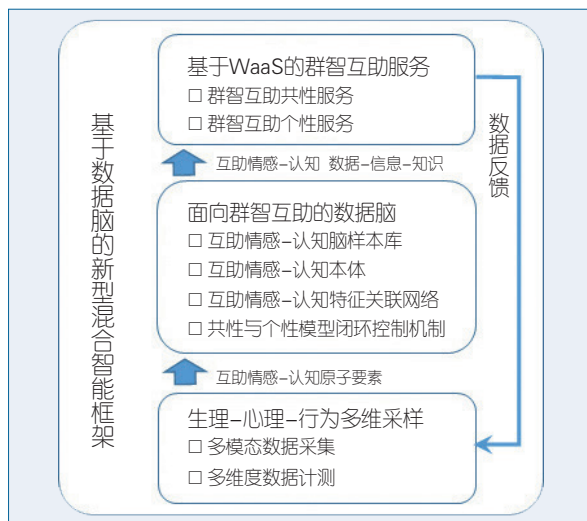 基于数据脑的新型混合智能框架
基于WaaS的群智互助服务
□ 群智互助共性服务
□ 群智互助个性服务
数据反馈
互助情感-认知 数据-信息-知识
面向群智互助的数据脑
□ 互助情感-认知脑样本库
□ 互助情感-认知本体
□ 互助情感-认知特征关联网络
□ 共性与个性模型闭环控制机制
互助情感-认知原子要素
生理-心理-行为多维采样
□ 多模态数据采集
□ 多维度数据计测